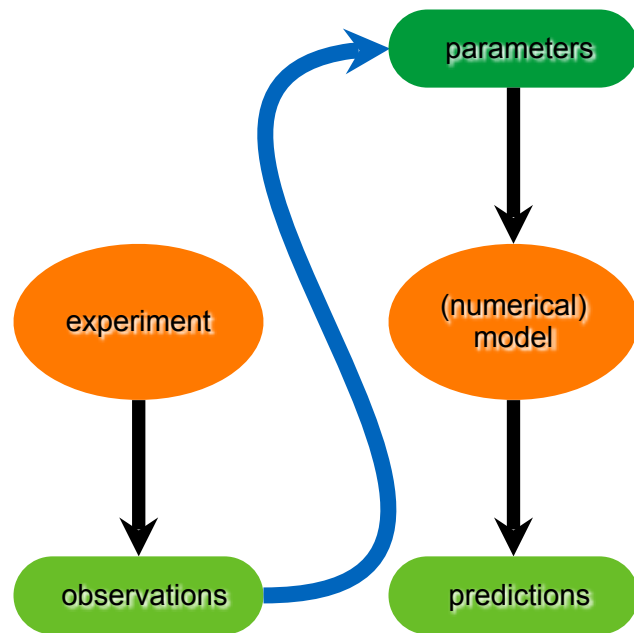 parameters
experiment
(numerical)
model
observations
predictions